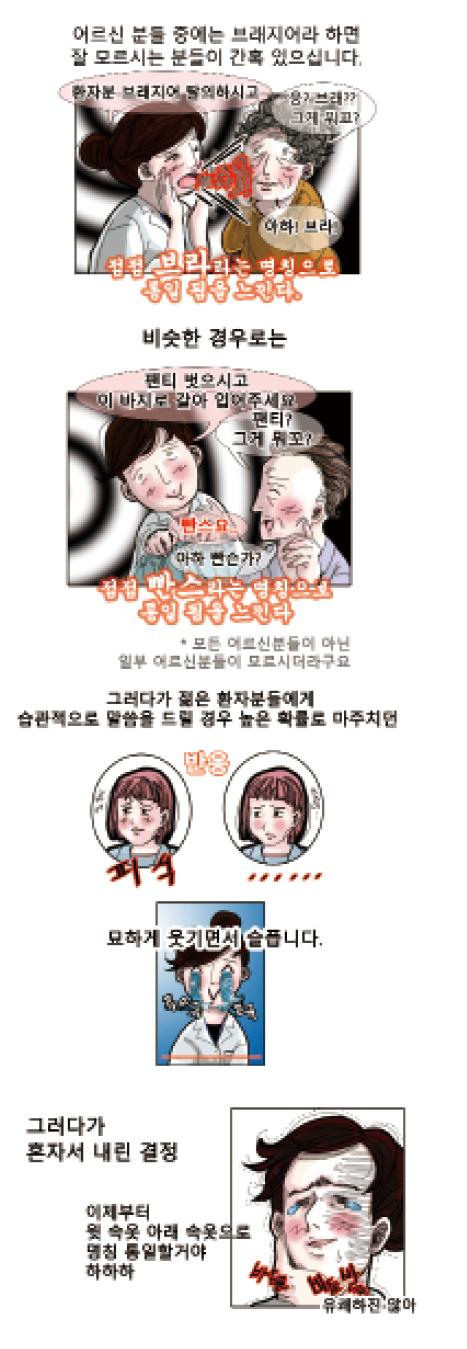 어르신 분들 중에는 브래지어라 하면
잘 모르시는 분들이 간혹 있으십니다.
환자분 브래지어 탈의하시고
응?브래??
그게 뭐꼬?
아하! 브라!
점점 브라라는 명칭으로
통일 됨을 느낀다.
비슷한 경우로는
팬티 벗으시고
이 바지로 갈아 입어주세요
팬티?
그게 뭐꼬?
빤스요..
아하 빤슨가?
점점 빤스라는 명칭으로
통일 됨을 느낀다
* 모든 어르신분들이 아닌
일부 어르신분들이 모르시더라구요
그러다가 젊은 환자분들에게
습관적으로 말씀을 드릴 경우 높은 확률로 마주치던
반응
피식
......
묘하게 웃기면서 슬픕니다.
그러다가
혼자서 내린 결정
이제부터
윗 속옷 아래 속옷으로
명칭 통일할거야
하하하
바들
바들
유쾌하진 않아